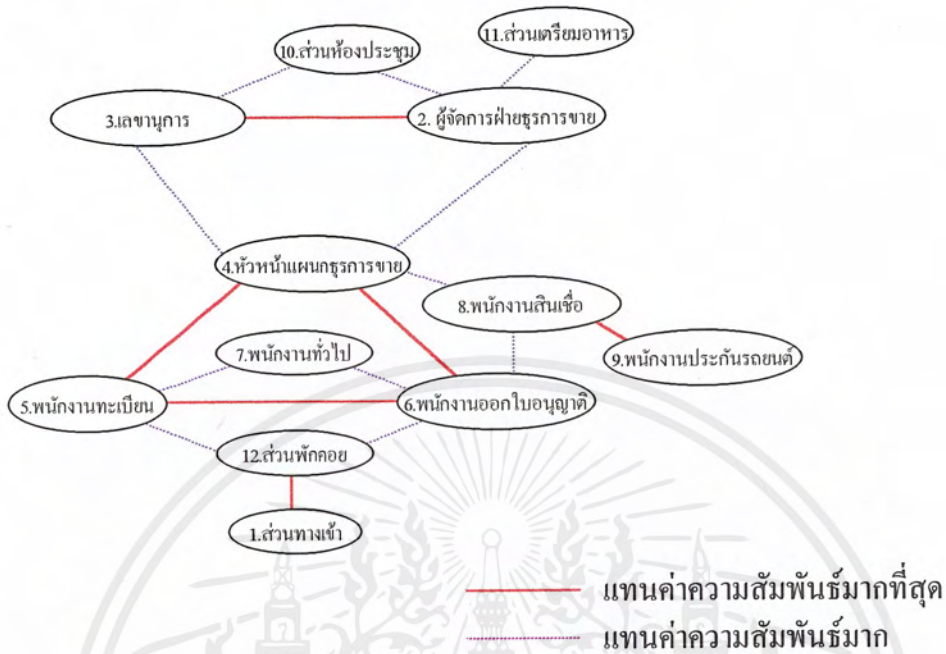 11.ส่วนเตรียมอาหาร
10.ส่วนห้องประชุม
3.เลขานุการ
2. ผู้จัดการฝ่ายธุรการขาย
4.หัวหน้าแผนกธุรการขาย
8.พนักงานสินเชื่อ
7.พนักงานทั่วไป
9.พนักงานประกันรถยนต์
5.พนักงานทะเบียน
6.พนักงานออกใบอนุญาติ
12.ส่วนพักคอย
1.ส่วนทางเข้า
แทนค่าความสัมพันธ์มากที่สุด
แทนค่าความสัมพันธ์มาก